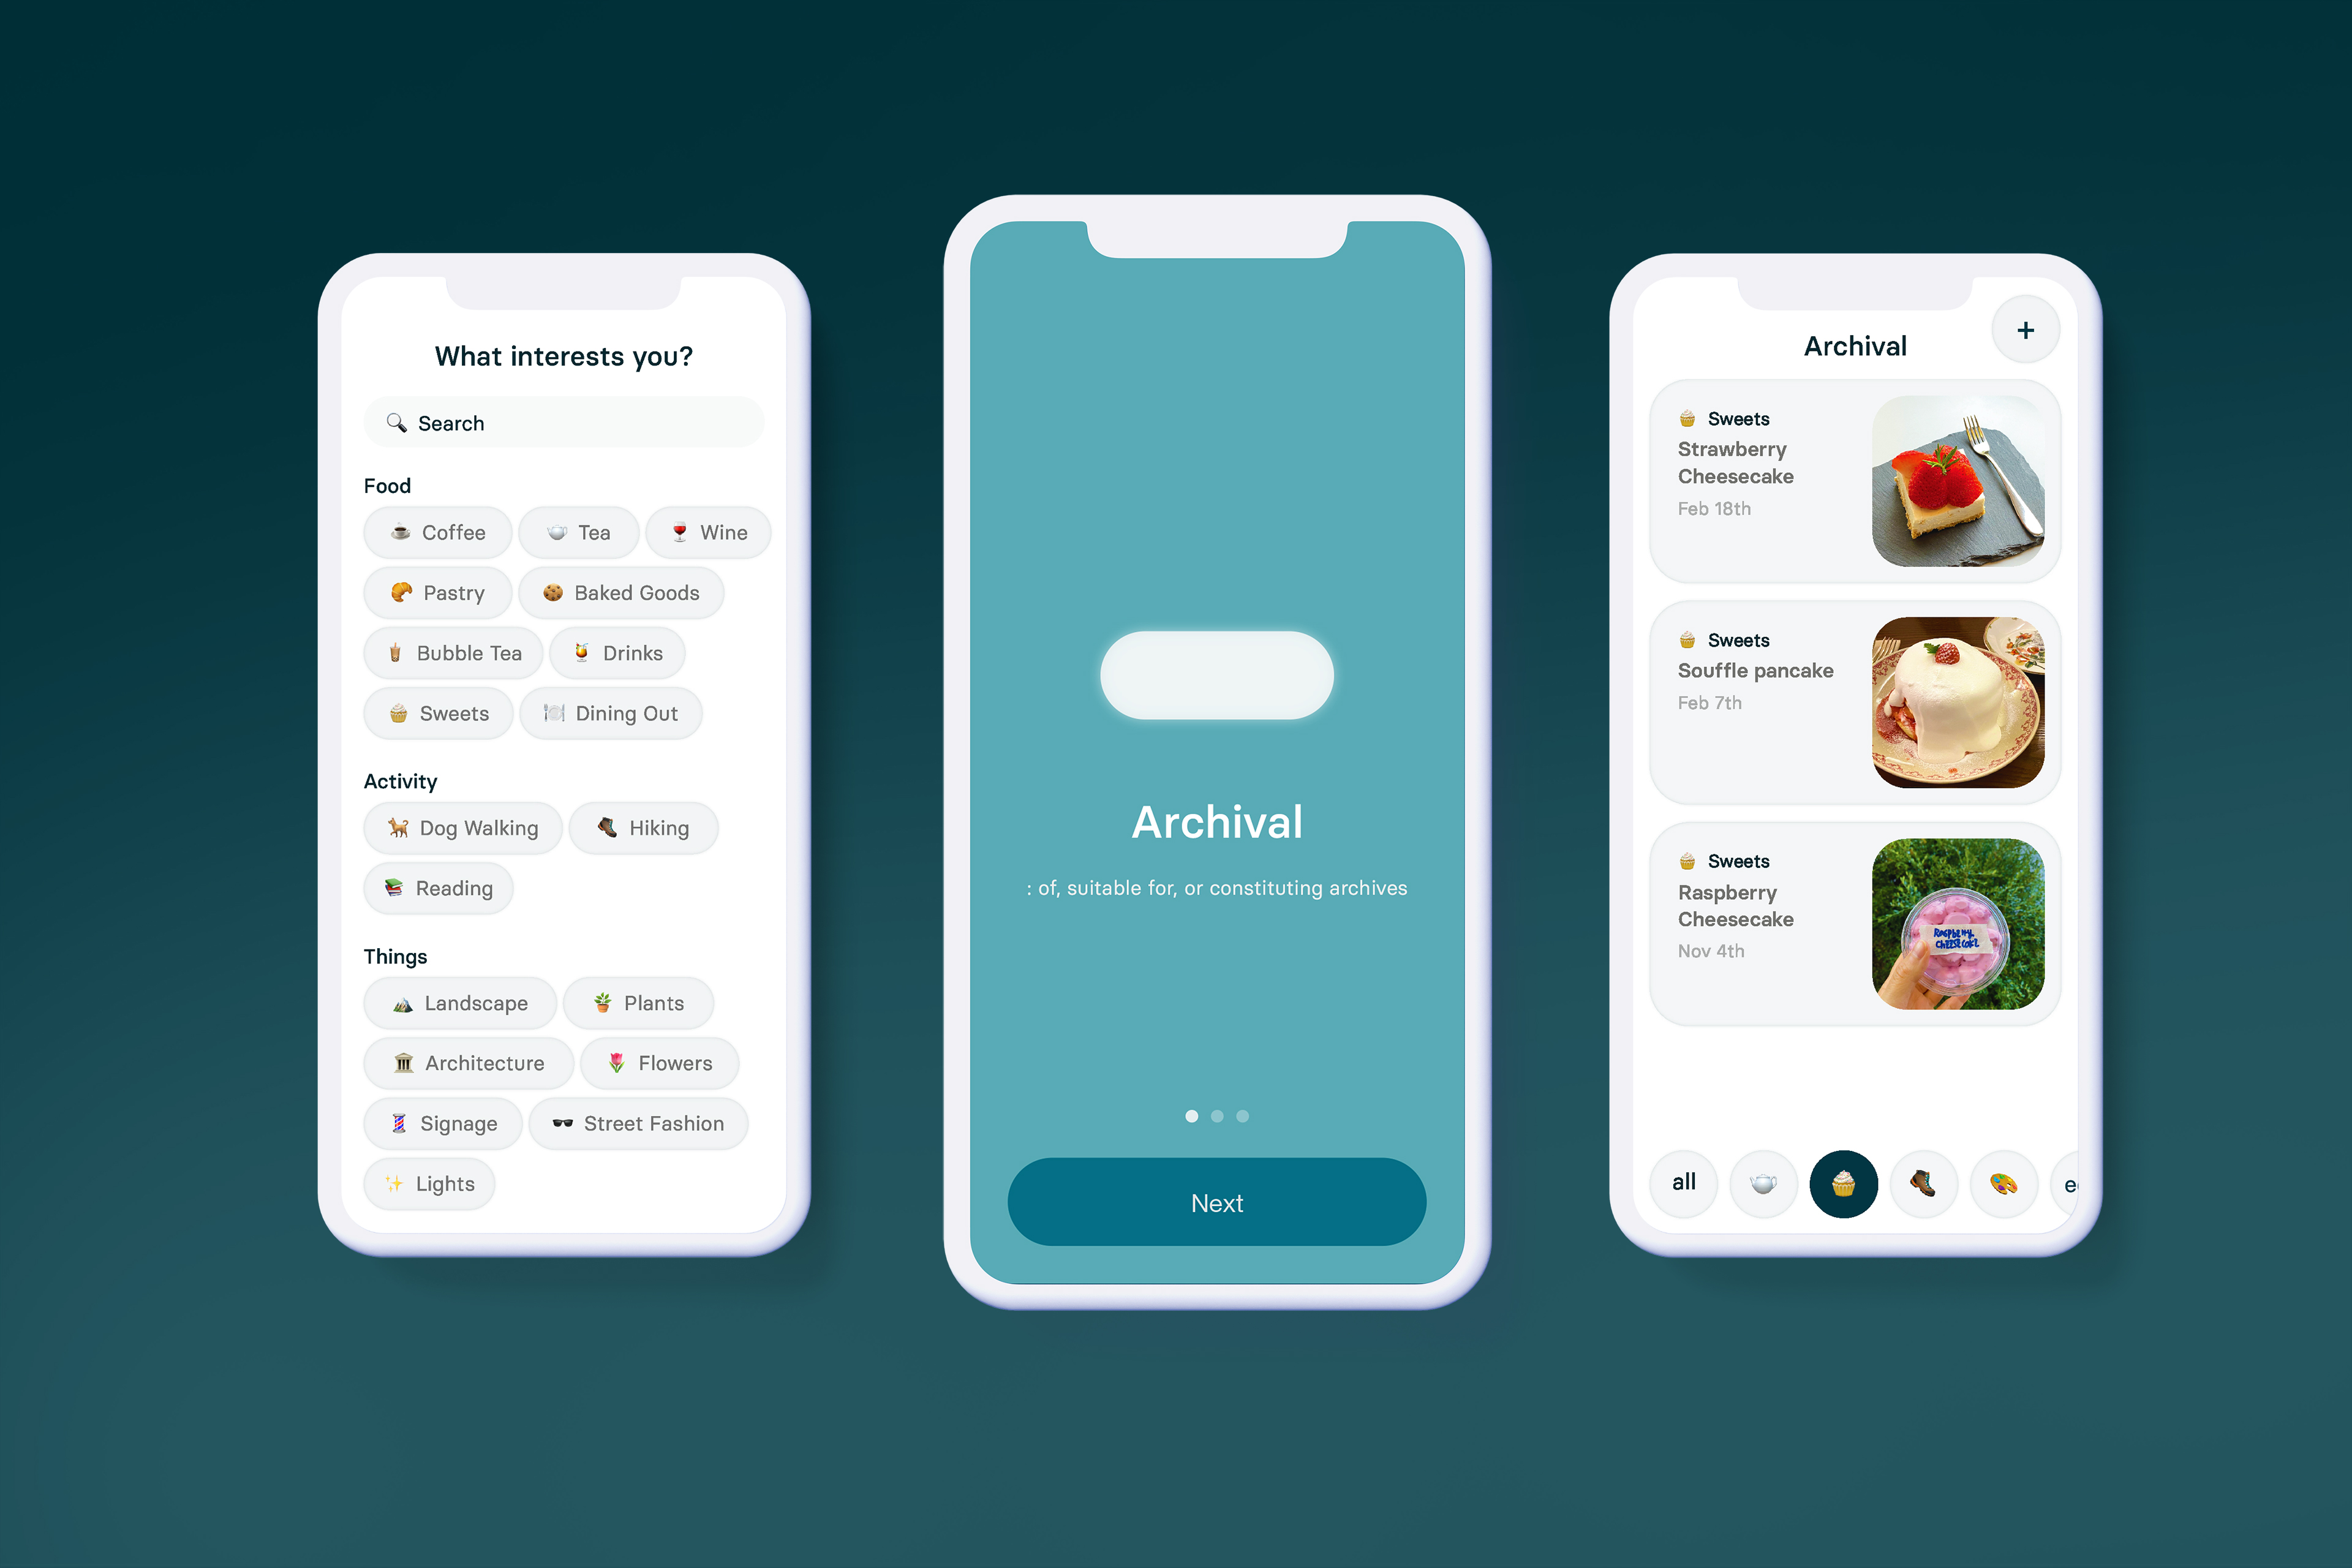 What interests you?
Search
Food
Coffee
Tea
Wine
Pastry
Baked Goods
Bubble Tea
Drinks
Sweets
Dining Out
Activity
Dog Walking
Hiking
Reading
Things
Landscape
Plants
Architecture
Flowers
Signage
Street Fashion
Lights
Archival
: of, suitable for, or constituting archives
Next
Archival
+
Sweets
Strawberry
Cheesecake
Feb 18th
Sweets
Souffle pancake
Feb 7th
Sweets
Raspberry
Cheesecake
Nov 4th
Raspberry
Cheesecake
all